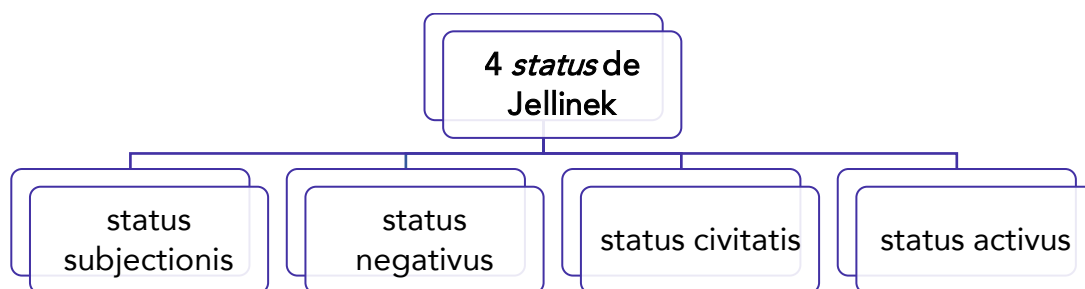 4 status de
Jellinek
status
subjectionis
status
negativus
status civitatis
status activus